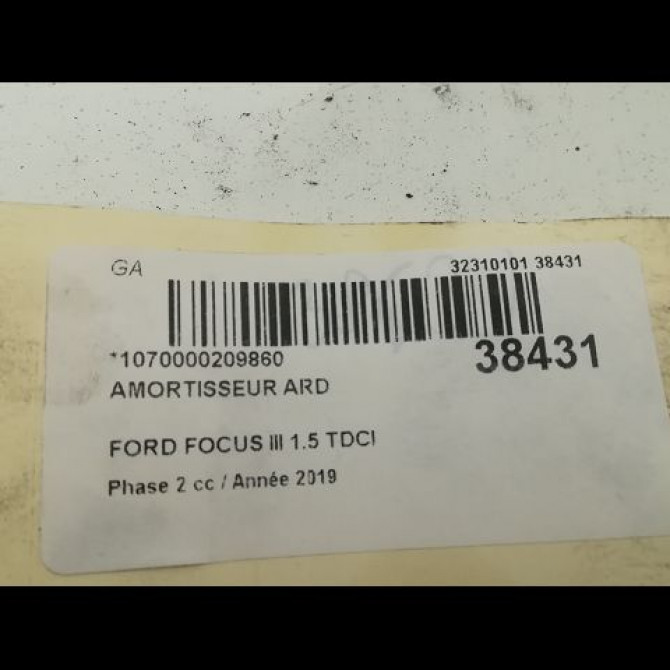 GA
32310101 38431
*1070000209860
38431
AMORTISSEUR ARD
FORD FOCUS III 1.5 TDCI
Phase 2 cc / Année 2019